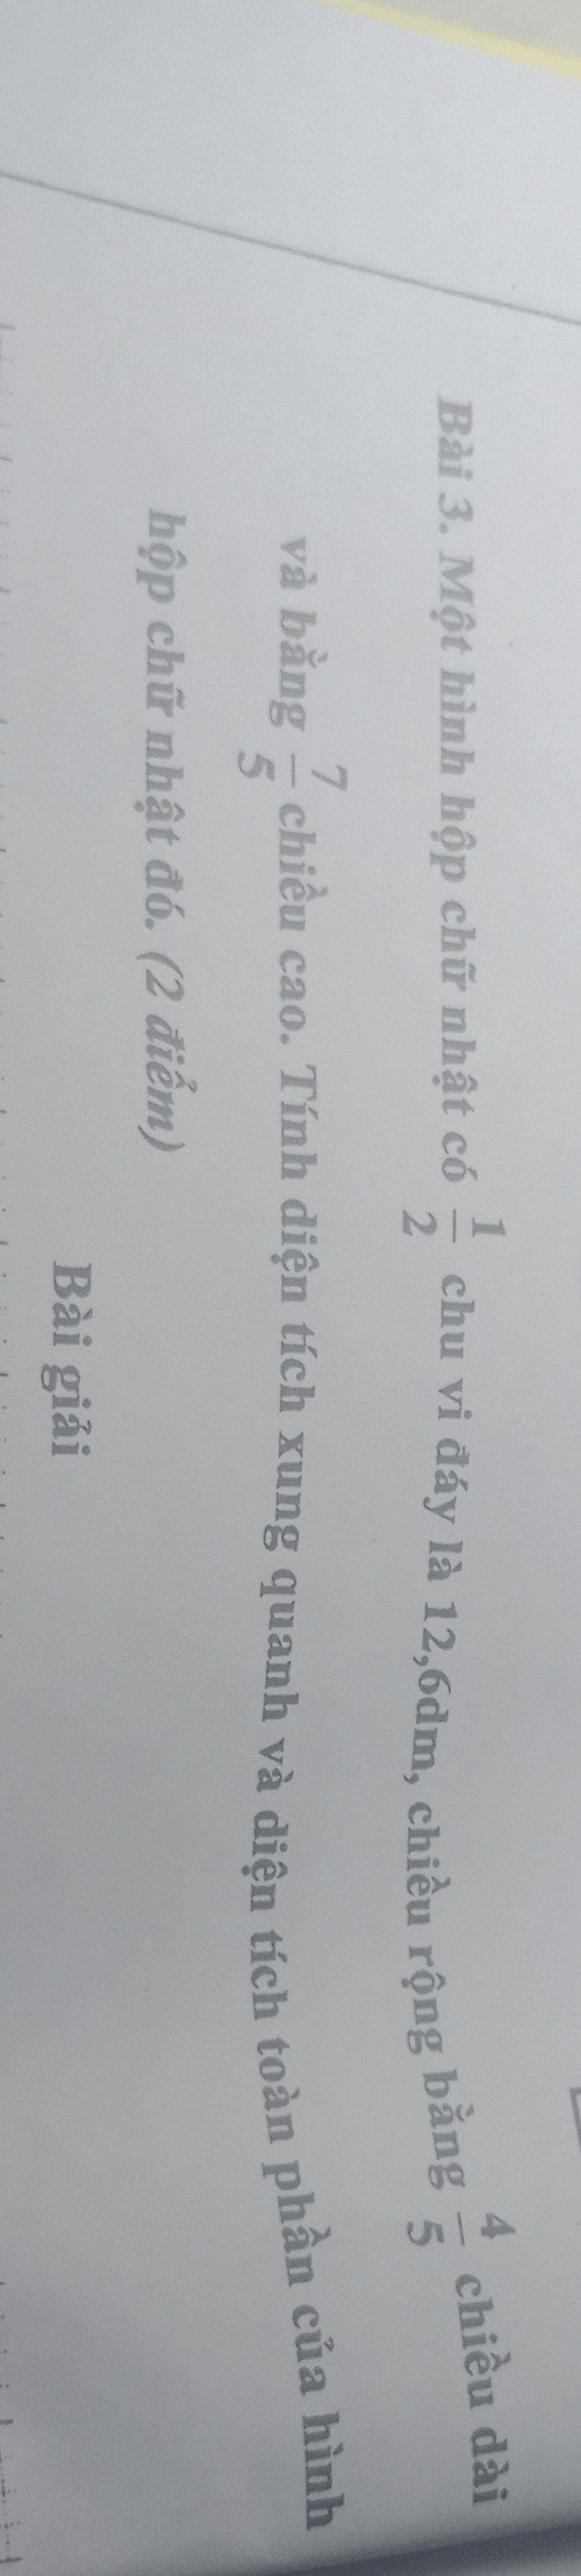 Bài 3. Một hình hộp chữ nhật có 1/2 chu vi đáy là 12,6dm, chiều rộng bằng 4/5 chiều dài
và bằng 7/5 chiều cao. Tính diện tích xung quanh và diện tích toàn phần của hình
hộp chữ nhật đó. (2 điểm)
Bài giải